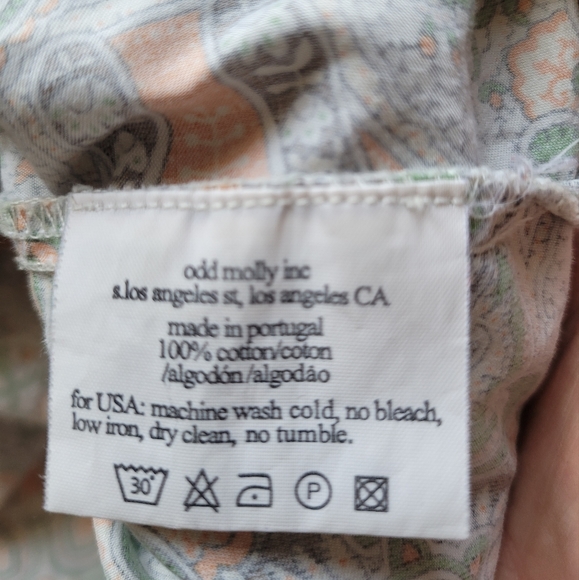 odd molly inc
s.los angeles st, los angeles CA
made in portugal
100% cotton/coton
/algodón/algodão
for USA: machine wash cold, no bleach,
low iron, dry clean, no tumble.
30°
P